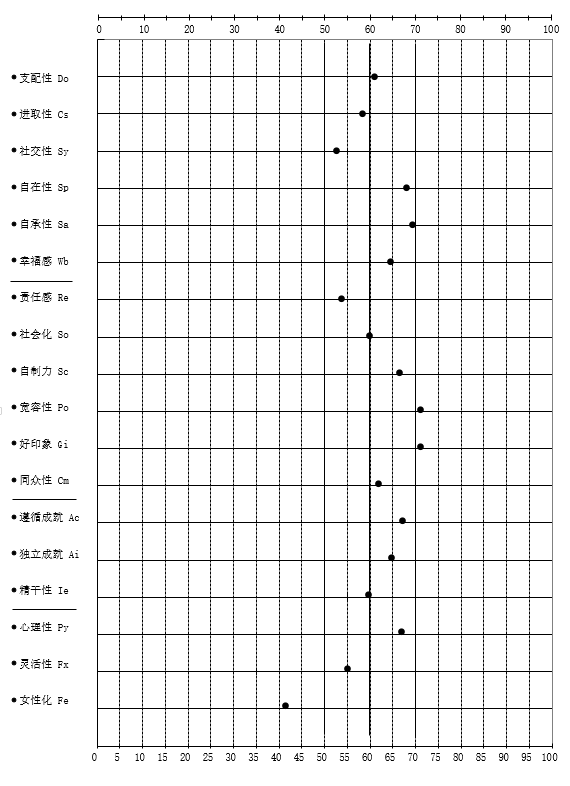 0 10 20 30 40 50 60 70 80 90 100
● 支配性 Do
● 进取性 Cs
● 社交性 Sy
● 自在性 Sp
● 自承性 Sa
● 幸福感 Wb
● 责任感 Re
● 社会化 So
● 自制力 Sc
● 宽容性 Po
● 好印象 Gi
● 同众性 Cm
● 遵循成就 Ac
● 独立成就 Ai
● 精干性 Ie
● 心理性 Py
● 灵活性 Fx
● 女性化 Fe
0 5 10 15 20 25 30 35 40 45 50 55 60 65 70 75 80 85 90 95 100